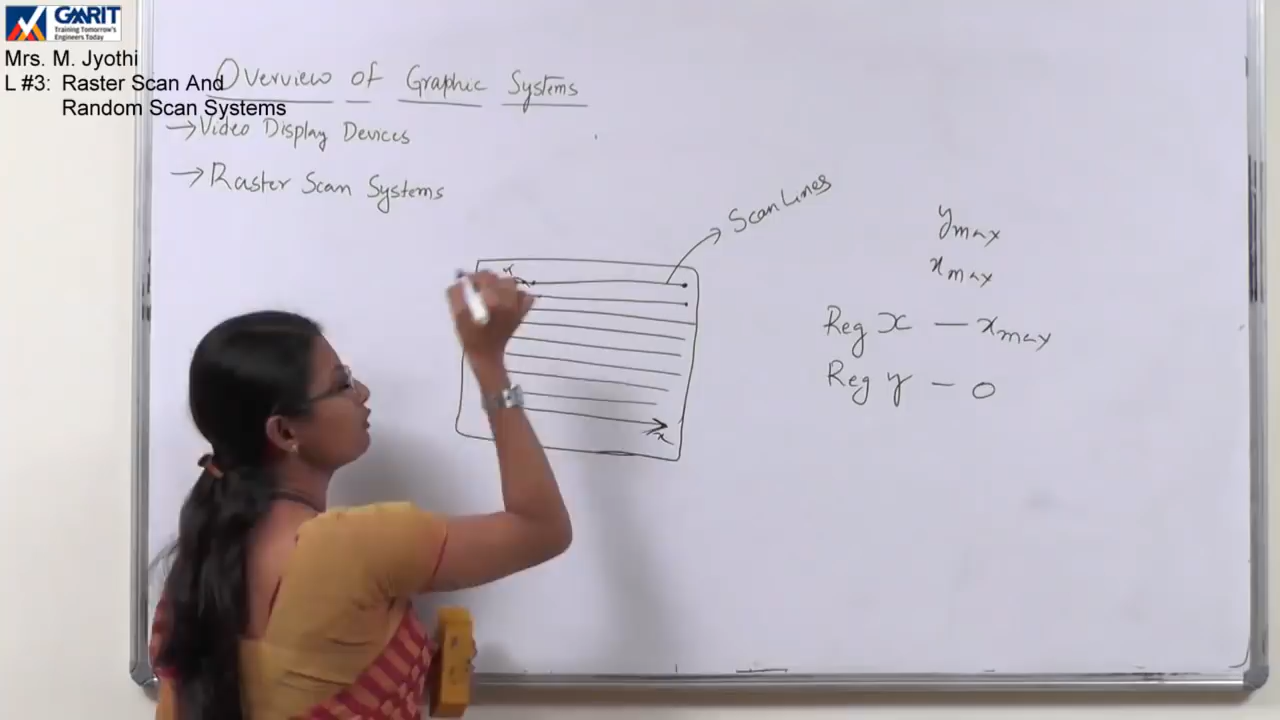 GMRIT
Training Tomorrow's
Engineers Today
Mrs. M. Jyothi
L #3: Raster Scan And
Random Scan Systems
Overview of Graphic Systems
→Video Display Devices
→Raster Scan Systems
Scan Lines
ymax
xmax
Reg x — xmax
Reg y — 0
x